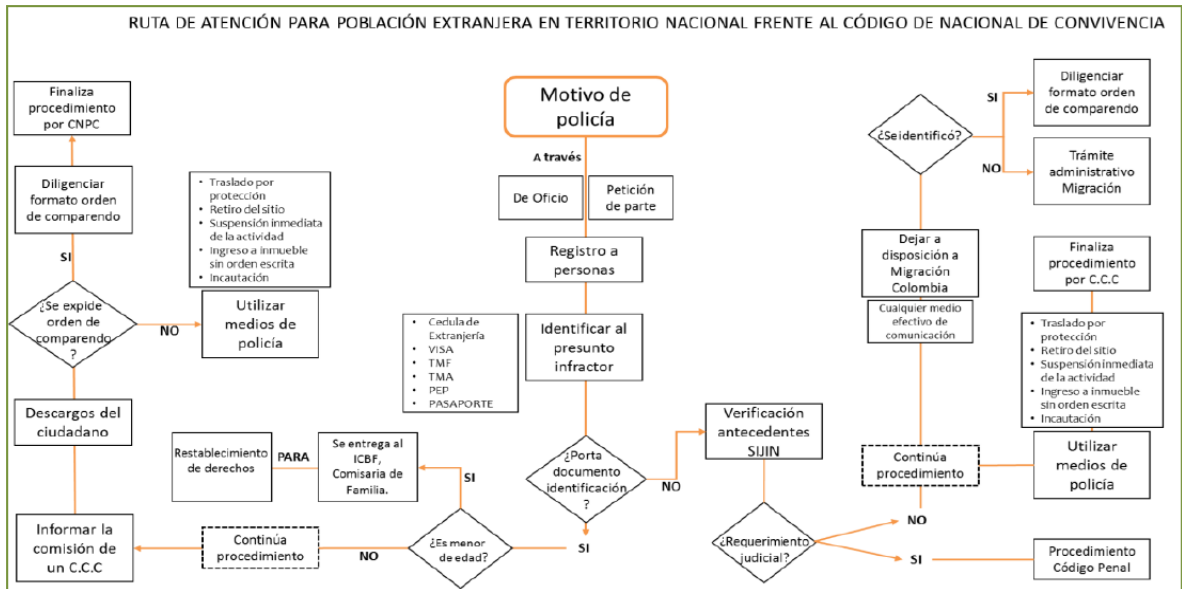 RUTA DE ATENCIÓN PARA POBLACIÓN EXTRANJERA EN TERRITORIO NACIONAL FRENTE AL CÓDIGO DE NACIONAL DE CONVIVENCIA
Finaliza
procedimiento
por CNPC
Diligenciar
formato orden
de comparendo
SI
¿Se expide
orden de
comparendo
?
NO
• Traslado por
protección
• Retiro del sitio
• Suspensión inmediata
de la actividad
• Ingreso a inmueble
sin orden escrita
• Incautación
Utilizar
medios de
policía
Descargos del
ciudadano
Informar la
comisión de
un C.C.C
Motivo de
policía
A través
De Oficio
Petición
de parte
Registro a
personas
Identificar al
presunto
infractor
• Cedula de
Extranjería
• VISA
• TMF
• TMA
• PEP
• PASAPORTE
¿Porta
documento
identificación
?
NO
SI
¿Es menor
de edad?
SI
Se entrega al
ICBF,
Comisaria de
Familia.
PARA
Restablecimiento
de derechos
NO
Continúa
procedimiento
Verificación
antecedentes
SIJIN
¿Requerimiento
judicial?
NO
SI
Procedimiento
Código Penal
Continúa
procedimiento
Utilizar
medios de
policía
• Traslado por
protección
• Retiro del sitio
• Suspensión inmediata
de la actividad
• Ingreso a inmueble
sin orden escrita
• Incautación
Finaliza
procedimiento
por C.C.C
Cualquier medio
efectivo de
comunicación
Dejar a
disposición a
Migración
Colombia
¿Se identificó?
SI
Diligenciar
formato orden
de comparendo
NO
Trámite
administrativo
Migración